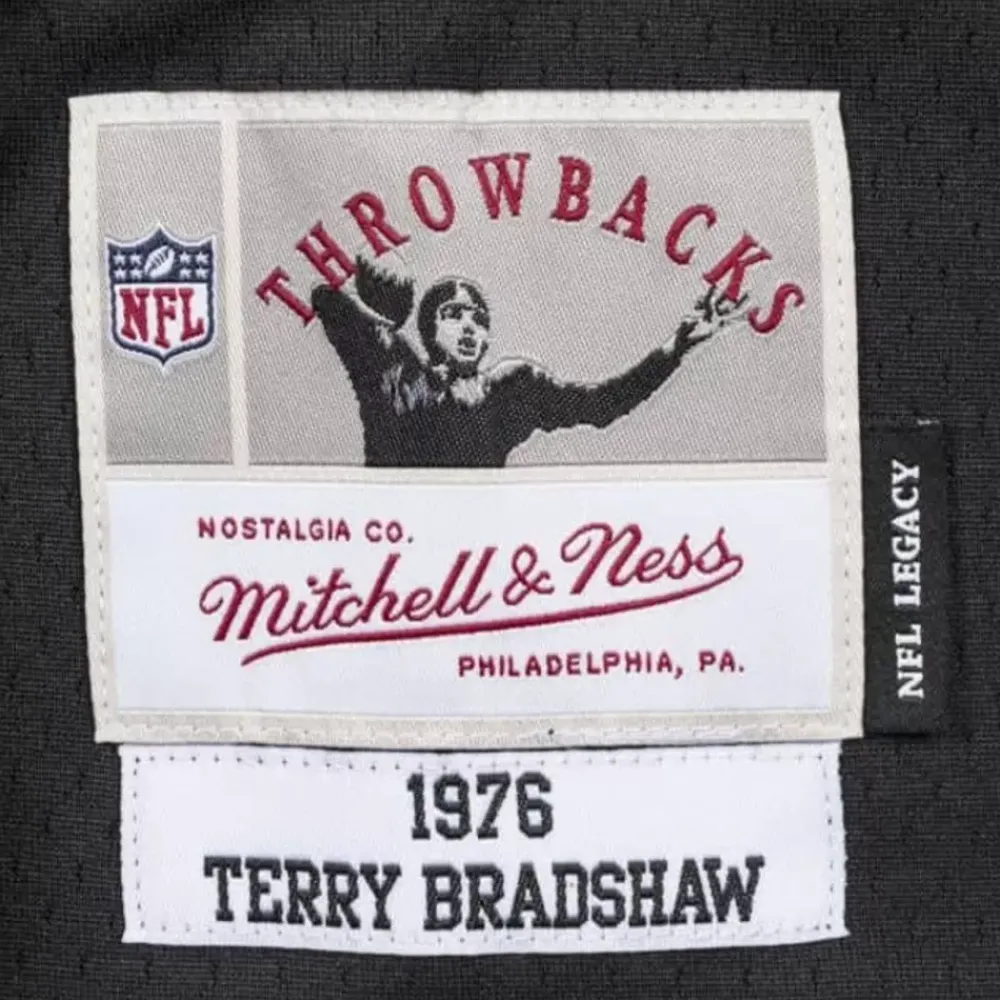 THROWBACKS
NFL
NOSTALGIA CO.
Mitchell & Ness
PHILADELPHIA, PA.
NFL LEGACY
1976
TERRY BRADSHAW